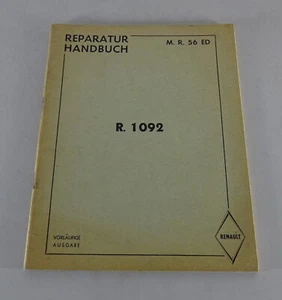 REPARATUR
HANDBUCH
M. R. 56 ED
R. 1092
VORLÄUFIGE
AUSGABE
RENAULT